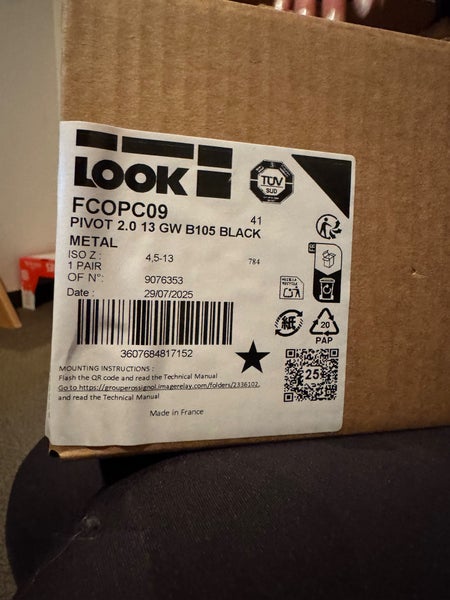 LOOK
TÜV
SÜD
FCOPC09
41
PIVOT 2.0 13 GW B105 BLACK
METAL
ISO Z : 4,5-13 784
1 PAIR
OF N°: 9076353
Date : 29/07/2025
3607684817152
紙
20
PAP
25
MOUNTING INSTRUCTIONS :
Flash the QR code and read the Technical Manual
Go to https://grouperossignol.imagerelay.com/folders/2336102,
and read the Technical Manual
Made in France